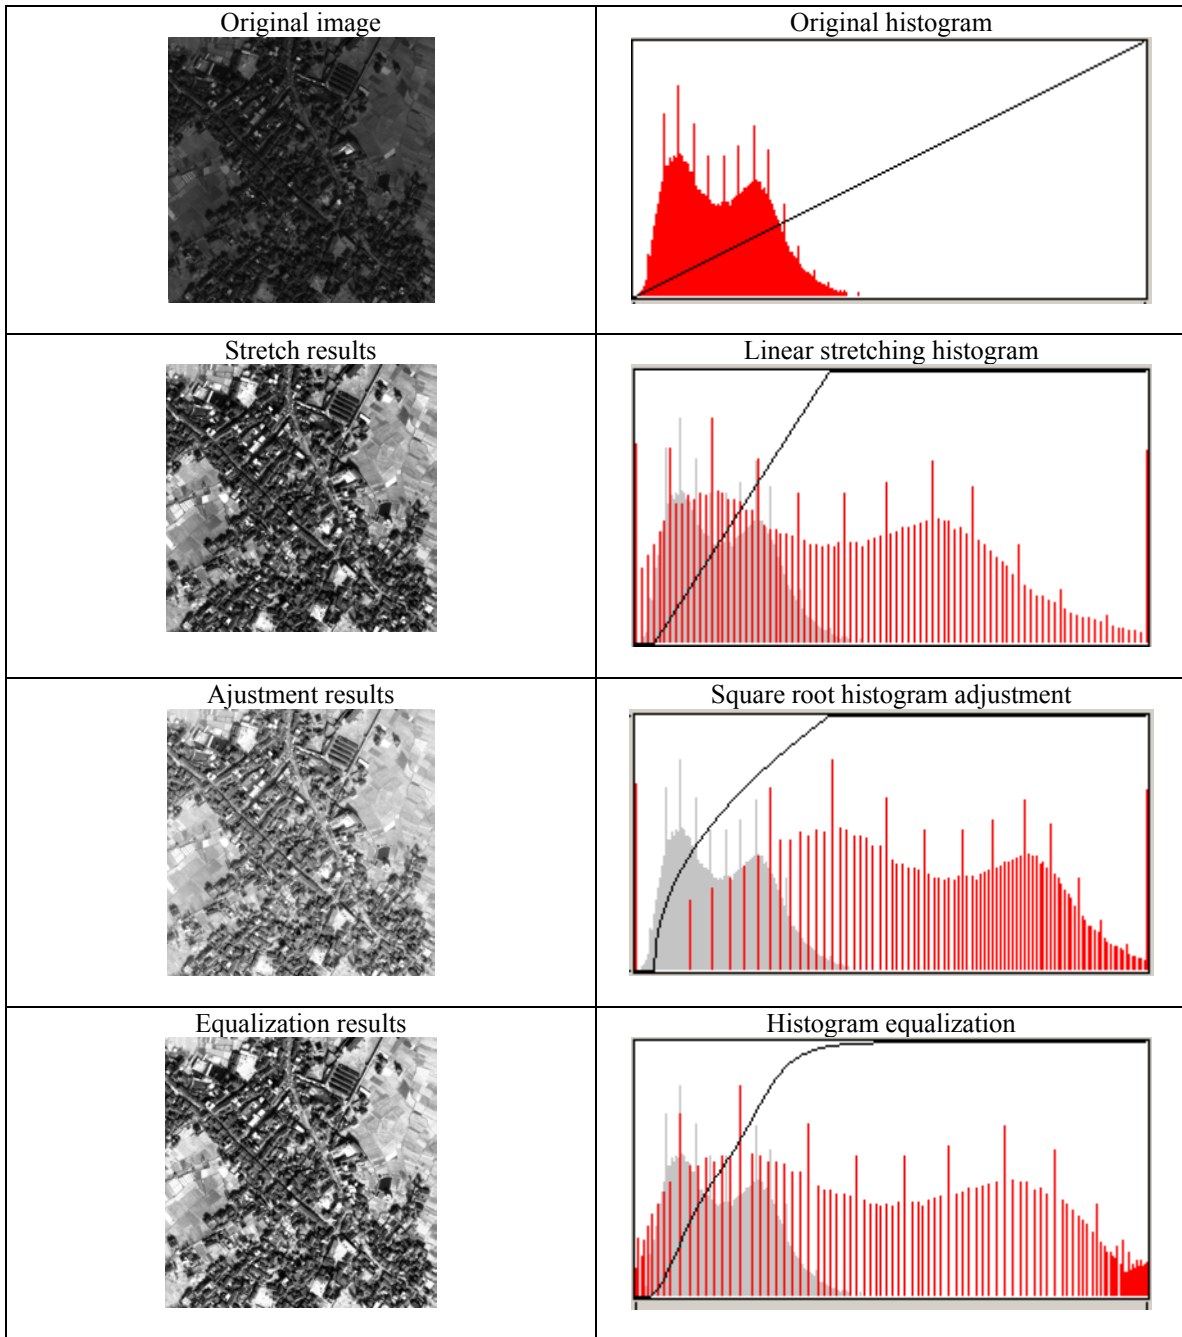 Original image
Original histogram
Stretch results
Linear stretching histogram
Ajustment results
Square root histogram adjustment
Equalization results
Histogram equalization